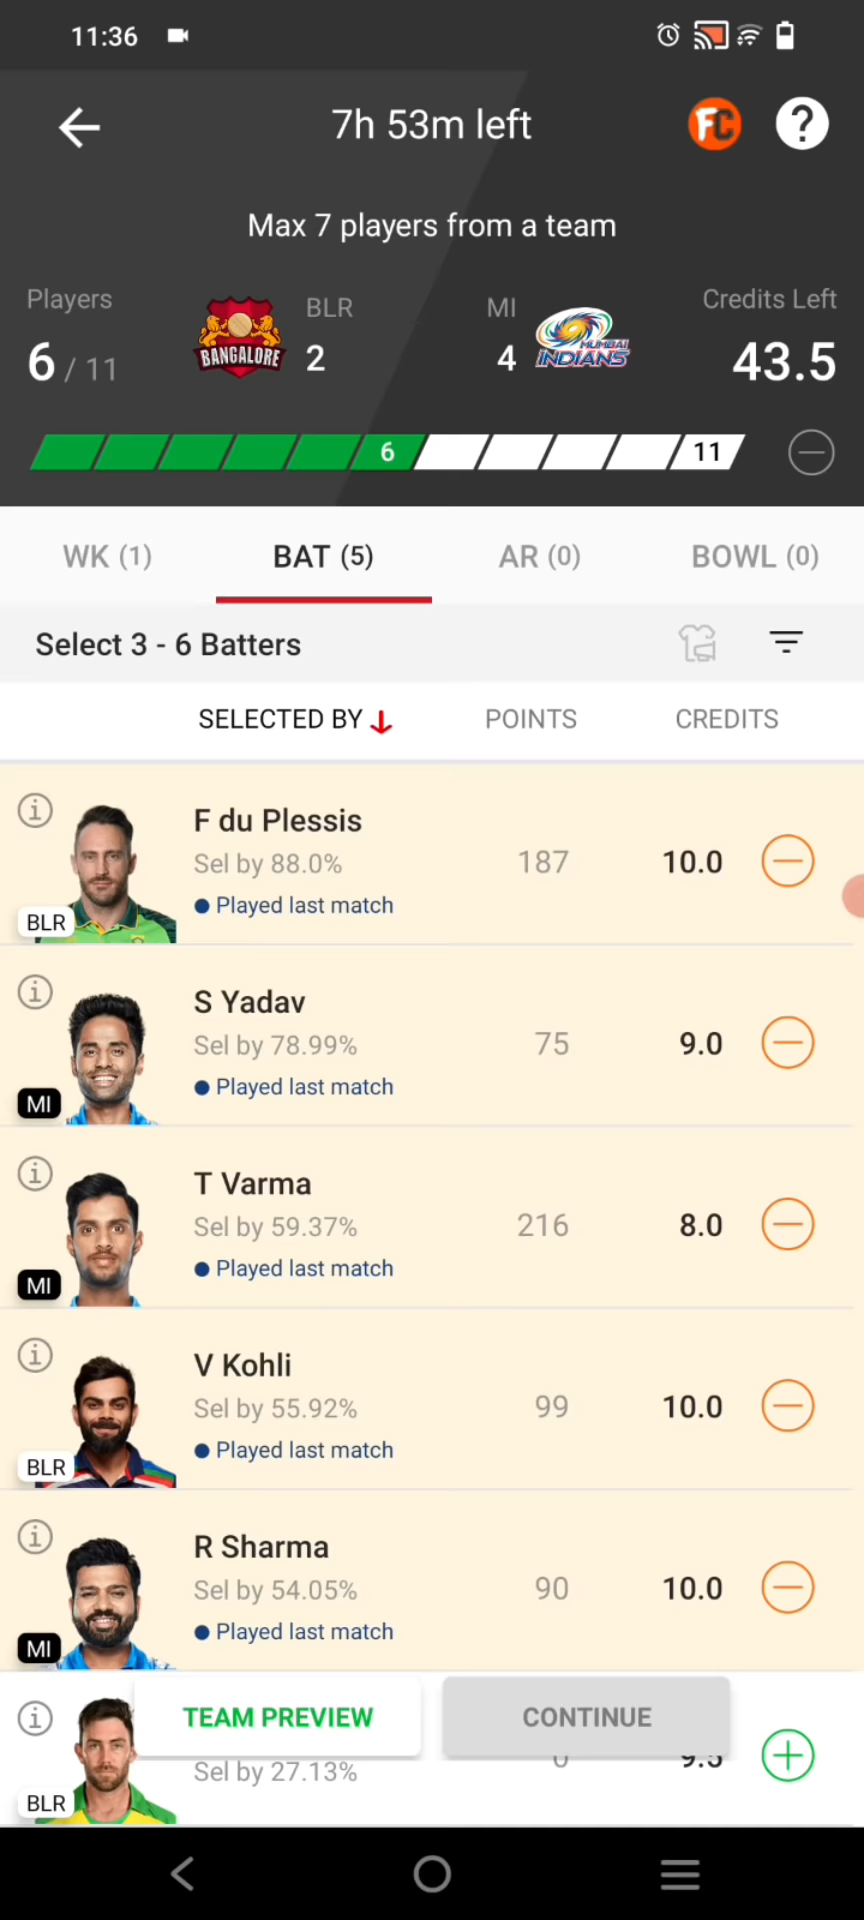 11:36
7h 53m left
FC
?
Max 7 players from a team
Players
BLR
MI
Credits Left
6 / 11
BANGALORE
2
4
MUMBAI
INDIANS
43.5
6
11
WK (1)
BAT (5)
AR (0)
BOWL (0)
Select 3 - 6 Batters
SELECTED BY
POINTS
CREDITS
F du Plessis
Sel by 88.0%
187
10.0
Played last match
BLR
S Yadav
Sel by 78.99%
75
9.0
Played last match
MI
T Varma
Sel by 59.37%
216
8.0
Played last match
MI
V Kohli
Sel by 55.92%
99
10.0
Played last match
BLR
R Sharma
Sel by 54.05%
90
10.0
Played last match
MI
TEAM PREVIEW
CONTINUE
Sel by 27.13%
0
9.5
BLR